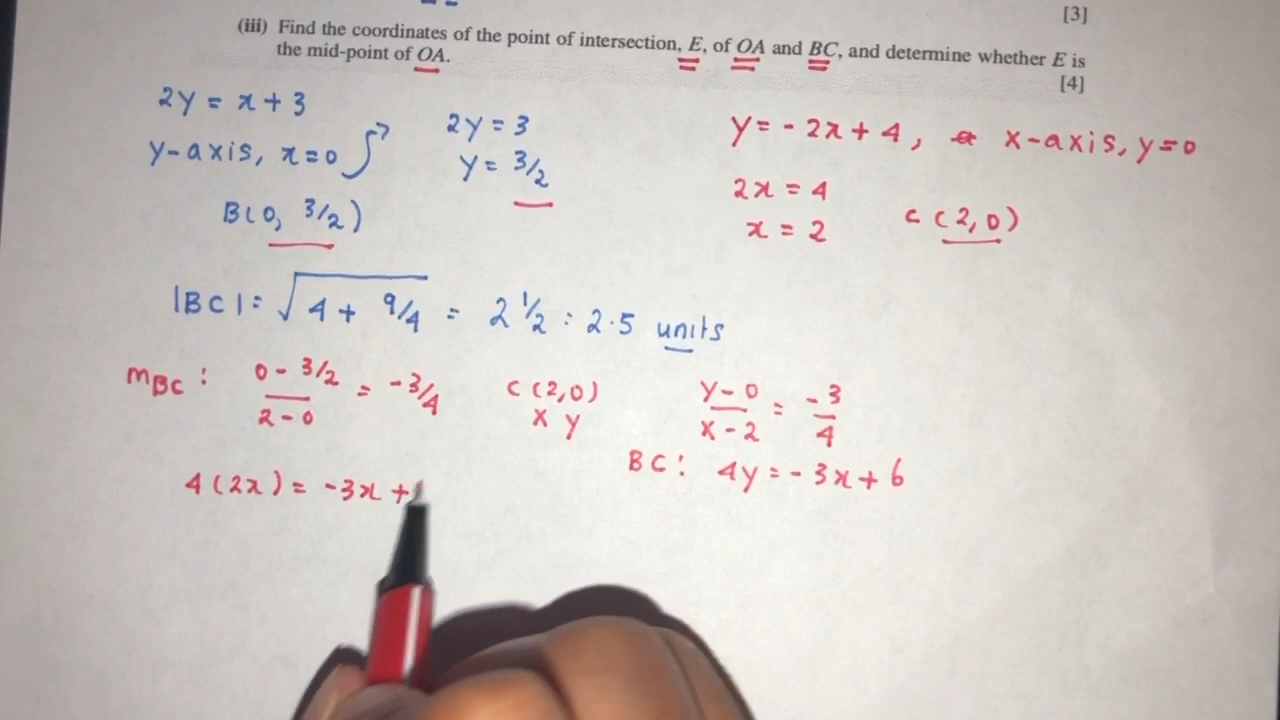 [3]
(iii) Find the coordinates of the point of intersection, E, of OA and BC, and determine whether E is
the mid-point of OA.
[4]
2y = x + 3
y-axis, x=0
2y = 3
y = 3/2
B(0, 3/2)
y = -2x + 4, x-axis, y=0
2x = 4
x = 2
C (2,0)
|BC| = √4 + 9/4 = 2 1/2 = 2.5 units
mBC : 0 - 3/2 / 2 - 0 = -3/4
C (2,0)
x y
y-0 / x-2 = -3 / 4
BC: 4y = -3x + 6
4(2x) = -3x +